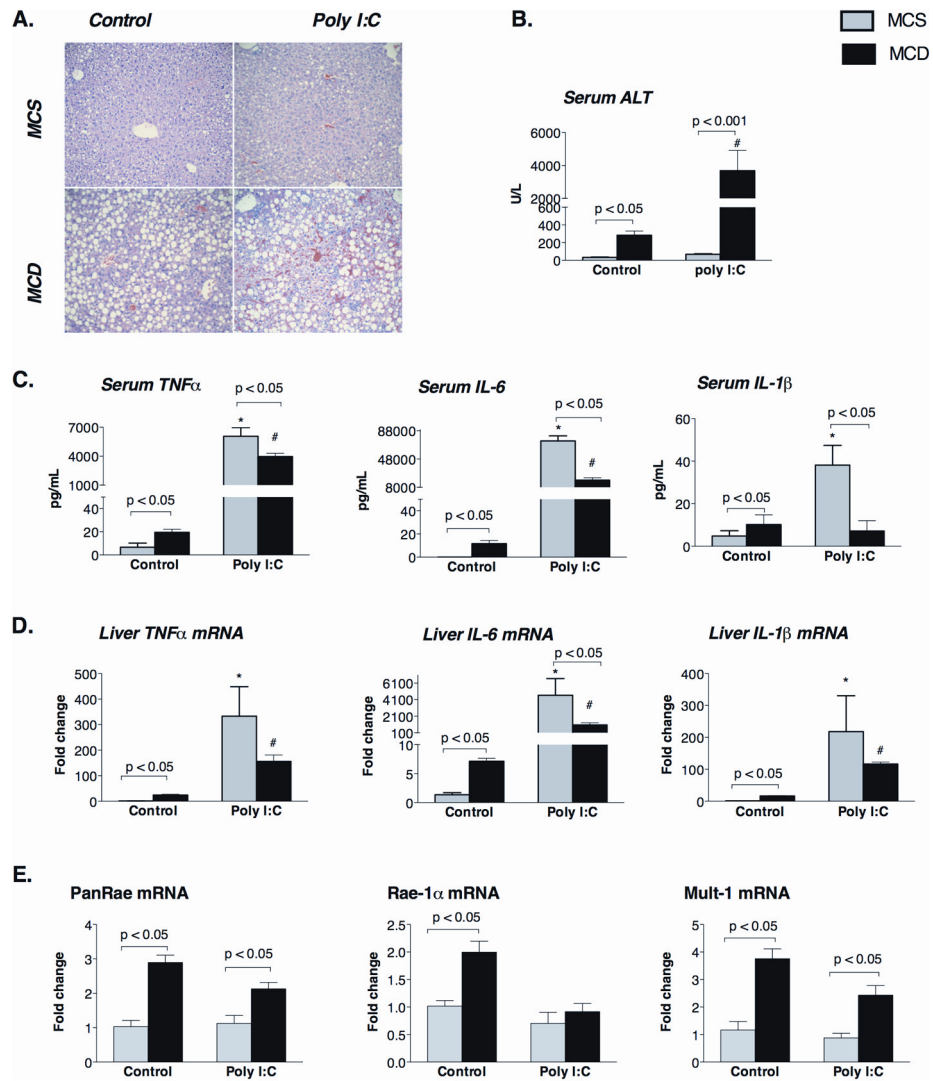 A.
Control
Poly I:C
MCS
MCD
B.
MCS
MCD
Serum ALT
p < 0.001
#
p < 0.05
U/L
6000
4000
2000
600
400
200
0
Control
poly I:C
C.
Serum TNFα
p < 0.05
*
#
p < 0.05
pg/mL
7000
4000
1000
40
20
0
Control
Poly I:C
Serum IL-6
p < 0.05
*
#
p < 0.05
pg/mL
88000
48000
8000
40
20
0
Control
Poly I:C
Serum IL-1β
p < 0.05
*
p < 0.05
pg/mL
60
40
20
0
Control
Poly I:C
D.
Liver TNFα mRNA
*
#
p < 0.05
Fold change
500
400
300
200
100
0
Control
Poly I:C
Liver IL-6 mRNA
p < 0.05
*
#
p < 0.05
Fold change
6100
4100
2100
100
10
5
0
Control
Poly I:C
Liver IL-1β mRNA
*
#
p < 0.05
Fold change
400
300
200
100
0
Control
Poly I:C
E.
PanRae mRNA
p < 0.05
p < 0.05
Fold change
4
3
2
1
0
Control
Poly I:C
Rae-1α mRNA
p < 0.05
Fold change
2.5
2.0
1.5
1.0
0.5
0.0
Control
Poly I:C
Mult-1 mRNA
p < 0.05
p < 0.05
Fold change
5
4
3
2
1
0
Control
Poly I:C